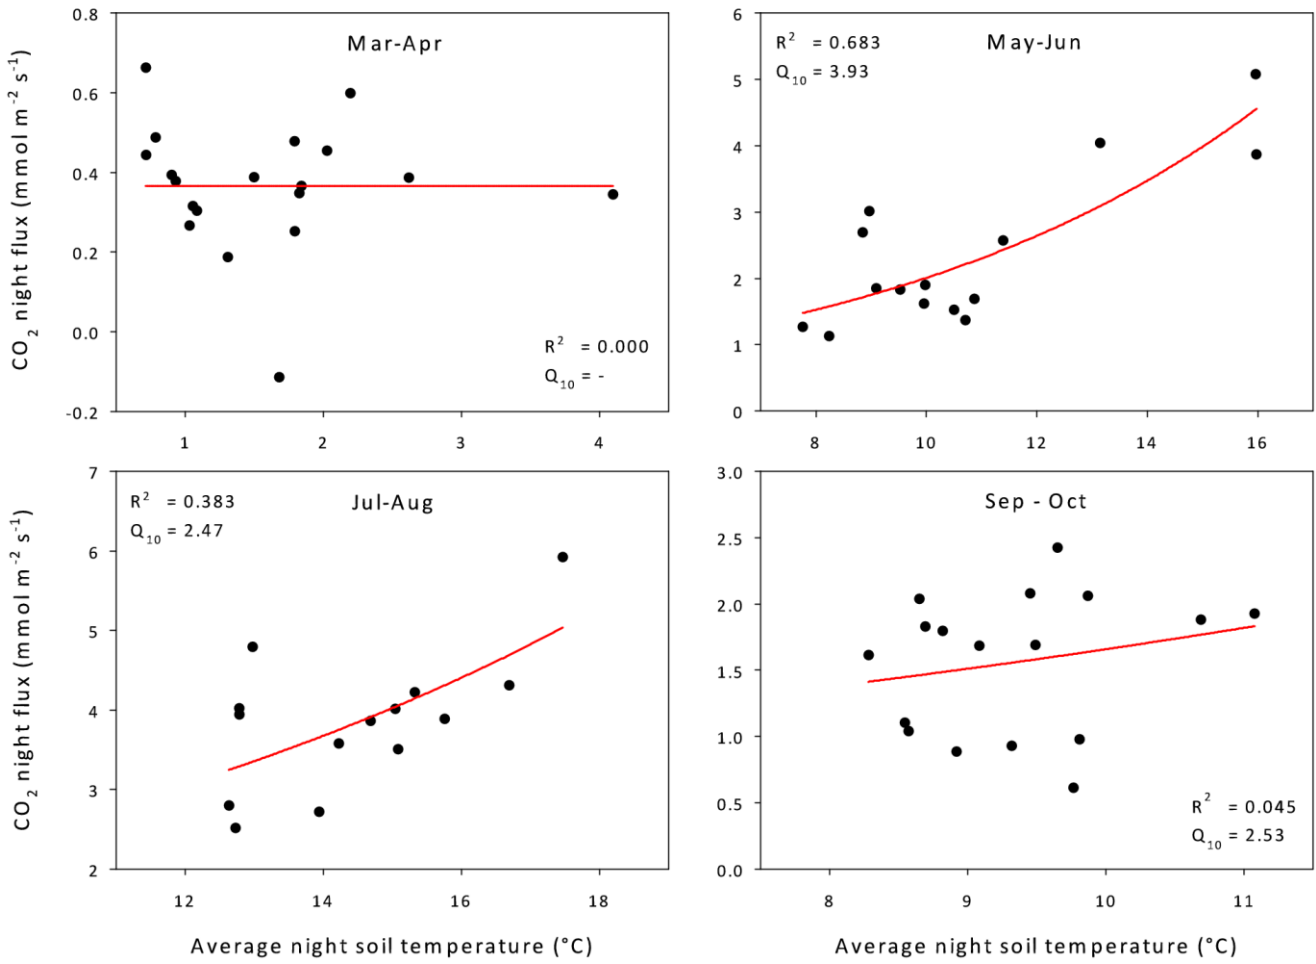 Mar-Apr
R² = 0.000
Q₁₀ = -
0.8
0.6
0.4
0.2
0.0
-0.2
1 2 3 4
CO₂ night flux (mmol m⁻² s⁻¹)
May-Jun
R² = 0.683
Q₁₀ = 3.93
6
5
4
3
2
1
0
8 10 12 14 16
Jul-Aug
R² = 0.383
Q₁₀ = 2.47
7
6
5
4
3
2
12 14 16 18
CO₂ night flux (mmol m⁻² s⁻¹)
Average night soil temperature (°C)
Sep - Oct
R² = 0.045
Q₁₀ = 2.53
3.0
2.5
2.0
1.5
1.0
0.5
0.0
8 9 10 11
Average night soil temperature (°C)